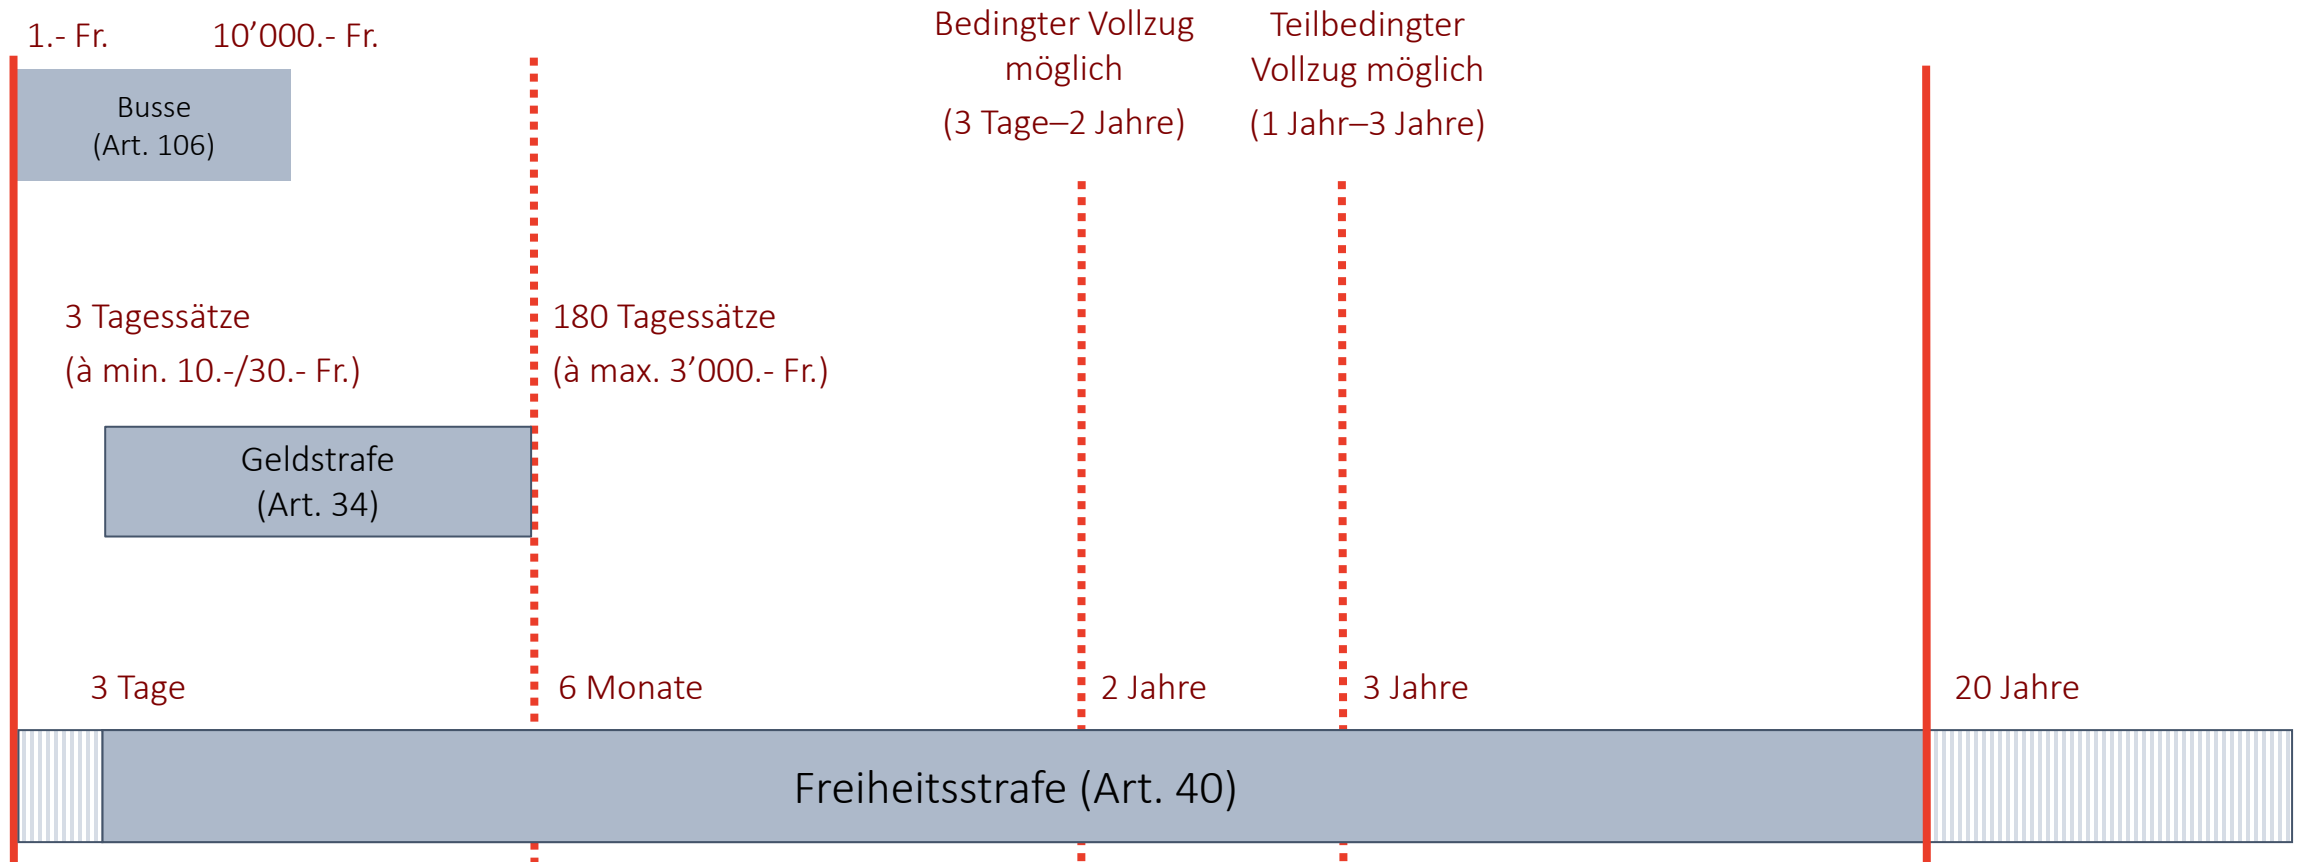 1.- Fr.
10’000.- Fr.
Bedingter Vollzug
möglich
(3 Tage–2 Jahre)
Teilbedingter
Vollzug möglich
(1 Jahr–3 Jahre)
Busse
(Art. 106)
3 Tagessätze
(à min. 10.-/30.- Fr.)
180 Tagessätze
(à max. 3’000.- Fr.)
Geldstrafe
(Art. 34)
3 Tage
6 Monate
2 Jahre
3 Jahre
20 Jahre
Freiheitsstrafe (Art. 40)